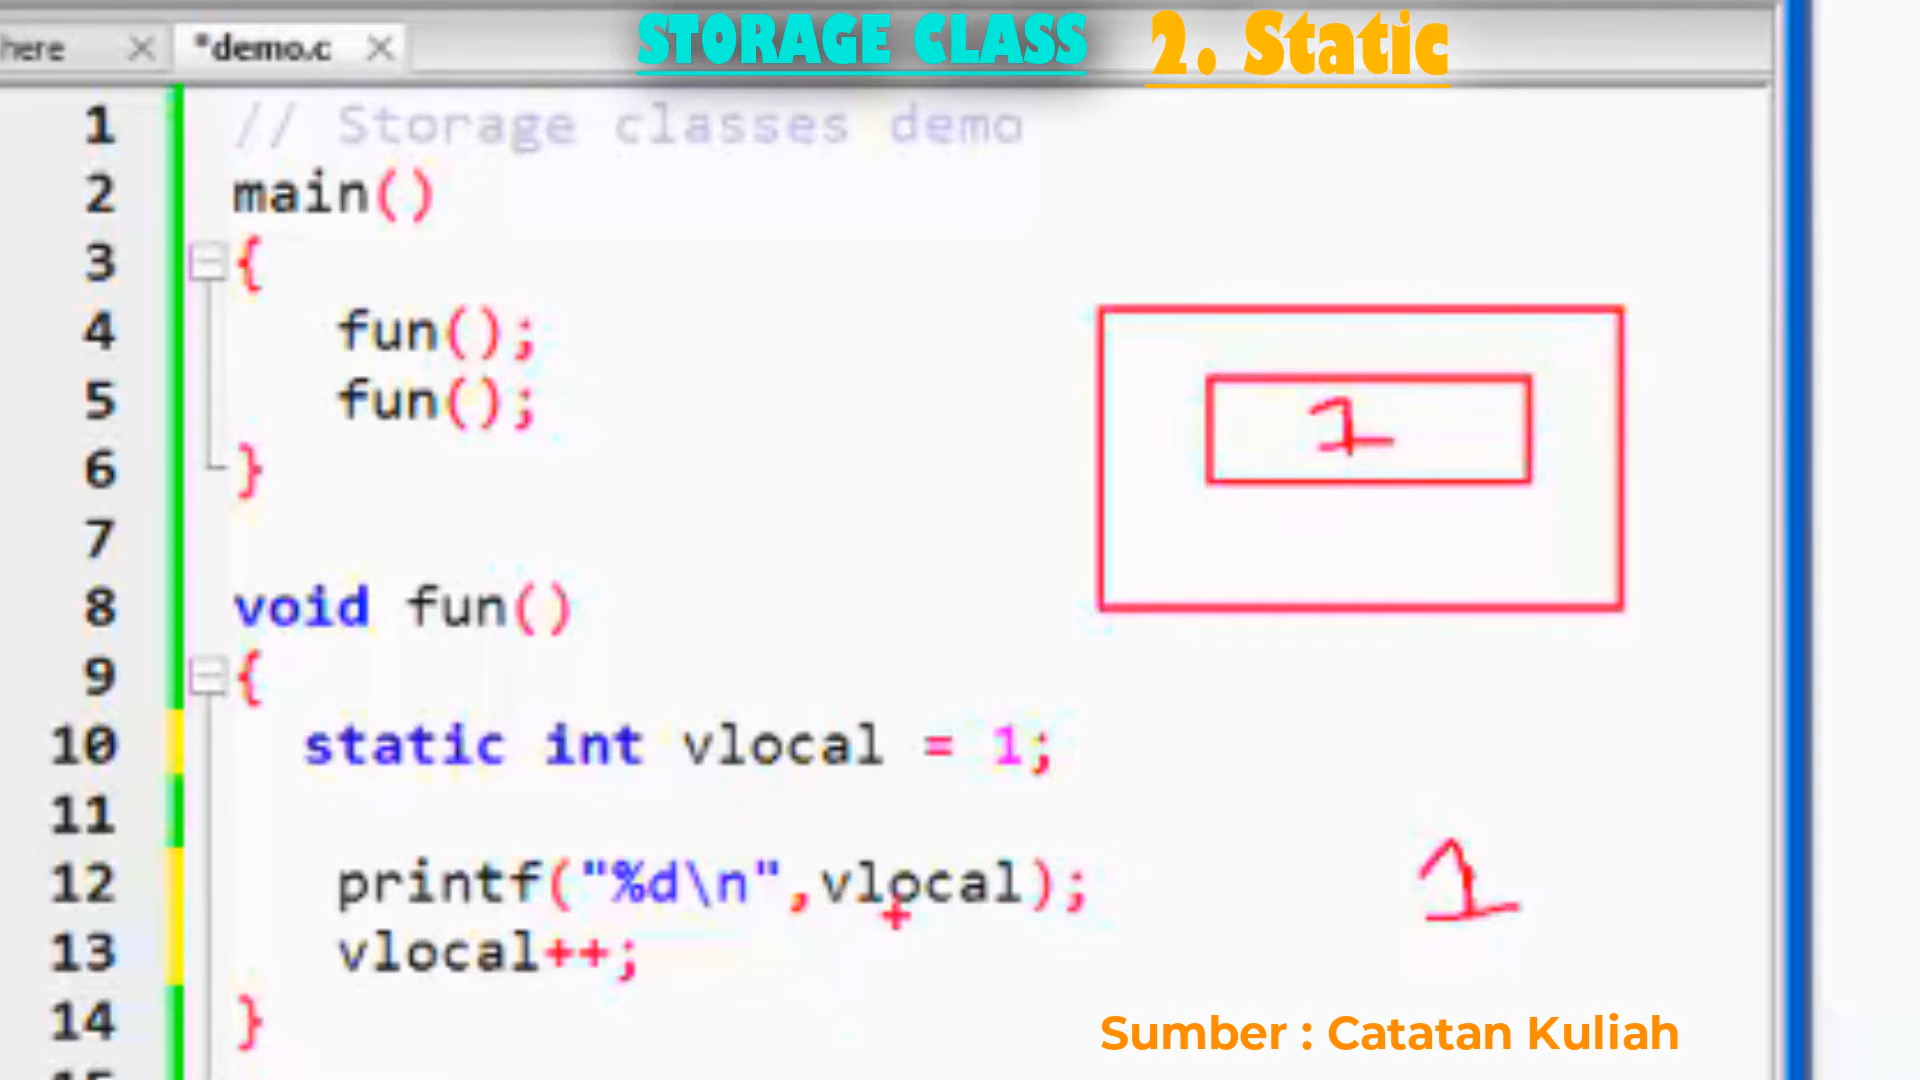 STORAGE CLASS 2. Static
here *demo.c
1 // Storage classes demo
2 main()
3 {
4 fun();
5 fun();
6 }
7
8 void fun()
9 {
10 static int vlocal = 1;
11
12 printf("%d\n",vlocal);
13 vlocal++;
14 }
15
1
1
Sumber : Catatan Kuliah